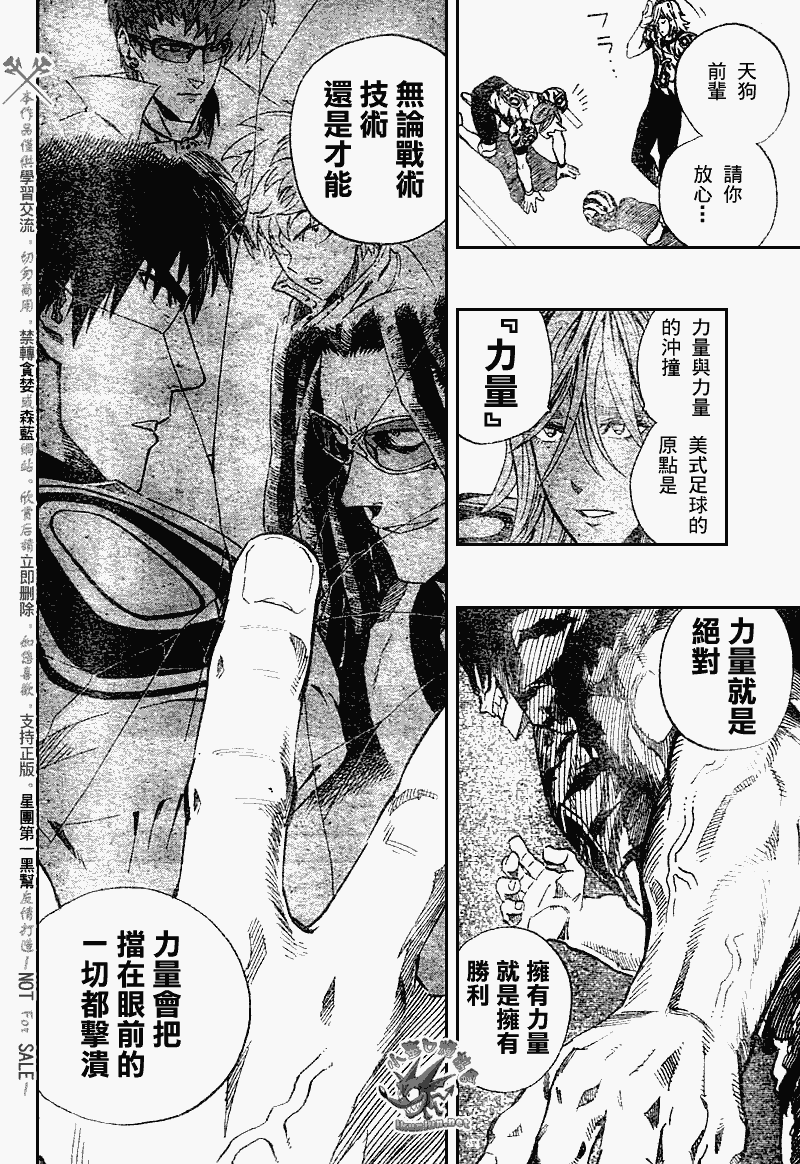 天狗
前輩
請你
放心…
フラ…
力量與力量
的沖撞
美式足球的
原點是
『力量』
力量就是
絕對
擁有力量
就是擁有
勝利
無論戰術
技術
還是才能
力量會把
擋在眼前的
一切都擊潰
本作品僅供學習交流。切勿商用。禁轉貪婪或森藍網站。欣賞后請立即刪除。如您喜歡。支持正版。星團第一黑幫友情打造—NOT For SALE—